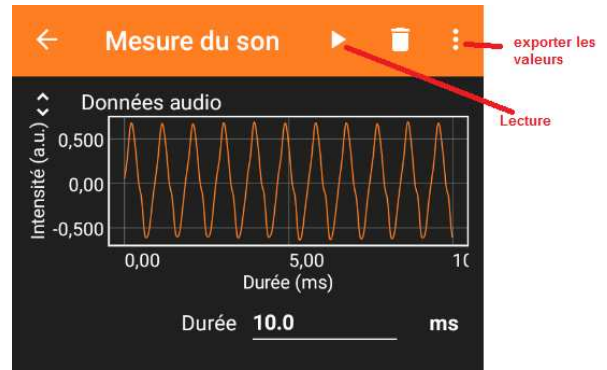 Mesure du son
exporter les
valeurs
Lecture
Données audio
Intensité (a.u.)
0,500
0,00
-0,500
0,00
5,00
1(
Durée (ms)
Durée 10.0 ms